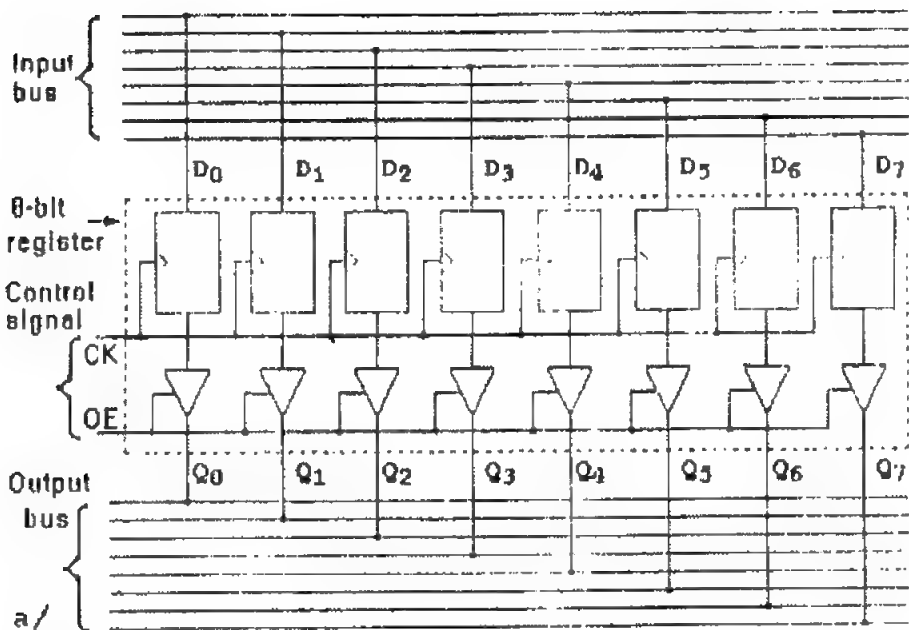 Input
bus
D0 D1 D2 D3 D4 D5 D6 D7
8-bit
register
Control
signal
CK
OE
Q0 Q1 Q2 Q3 Q4 Q5 Q6 Q7
Output
bus
a/